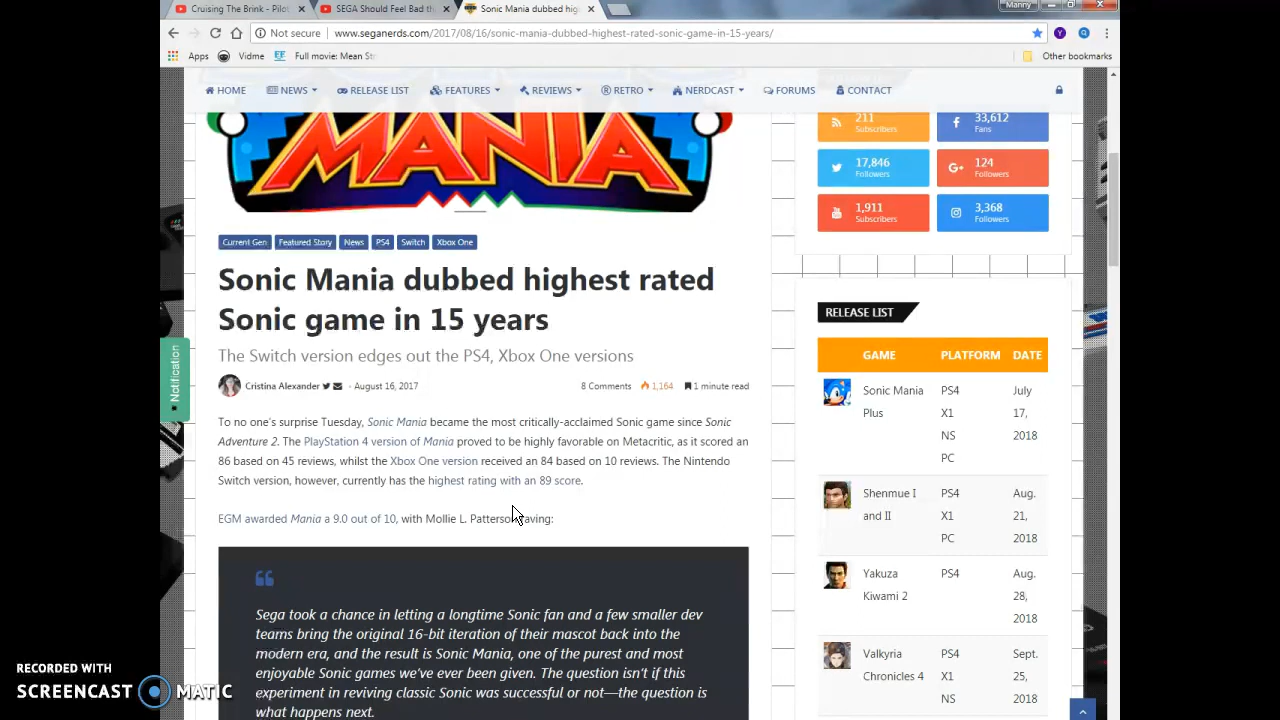 Cruising The Brink - Pilot
SEGA Should Feel Bad th
Sonic Mania dubbed hig
Manny
Not secure
www.seganerds.com/2017/08/16/sonic-mania-dubbed-highest-rated-sonic-game-in-15-years/
Apps
Vidme
Full movie: Mean St
Other bookmarks
HOME
NEWS
RELEASE LIST
FEATURES
REVIEWS
RETRO
NERDCAST
FORUMS
CONTACT
MANIA
211
Subscribers
33,612
Fans
17,846
Followers
124
Followers
1,911
Subscribers
3,368
Followers
Current Gen
Featured Story
News
PS4
Switch
Xbox One
Sonic Mania dubbed highest rated
Sonic game in 15 years
The Switch version edges out the PS4, Xbox One versions
Cristina Alexander
- August 16, 2017
8 Comments
1,164
1 minute read
To no one's surprise Tuesday, Sonic Mania became the most critically-acclaimed Sonic game since Sonic
Adventure 2. The PlayStation 4 version of Mania proved to be highly favorable on Metacritic, as it scored an
86 based on 45 reviews, whilst the Xbox One version received an 84 based on 10 reviews. The Nintendo
Switch version, however, currently has the highest rating with an 89 score.
EGM awarded Mania a 9.0 out of 10, with Mollie L. Patterson raving:
Sega took a chance in letting a longtime Sonic fan and a few smaller dev
teams bring the original 16-bit iteration of their mascot back into the
modern era, and the result is Sonic Mania, one of the purest and most
enjoyable Sonic games we've ever been given. The question isn't if this
experiment in reviving classic Sonic was successful or not—the question is
what happens next.
RELEASE LIST
GAME PLATFORM DATE
Sonic Mania PS4 July
Plus X1 17,
NS 2018
PC
Shenmue I PS4 Aug.
and II X1 21,
PC 2018
Yakuza PS4 Aug.
Kiwami 2 28,
2018
Valkyria PS4 Sept.
Chronicles 4 X1 25,
NS 2018
Notification
RECORDED WITH
SCREENCAST MATIC